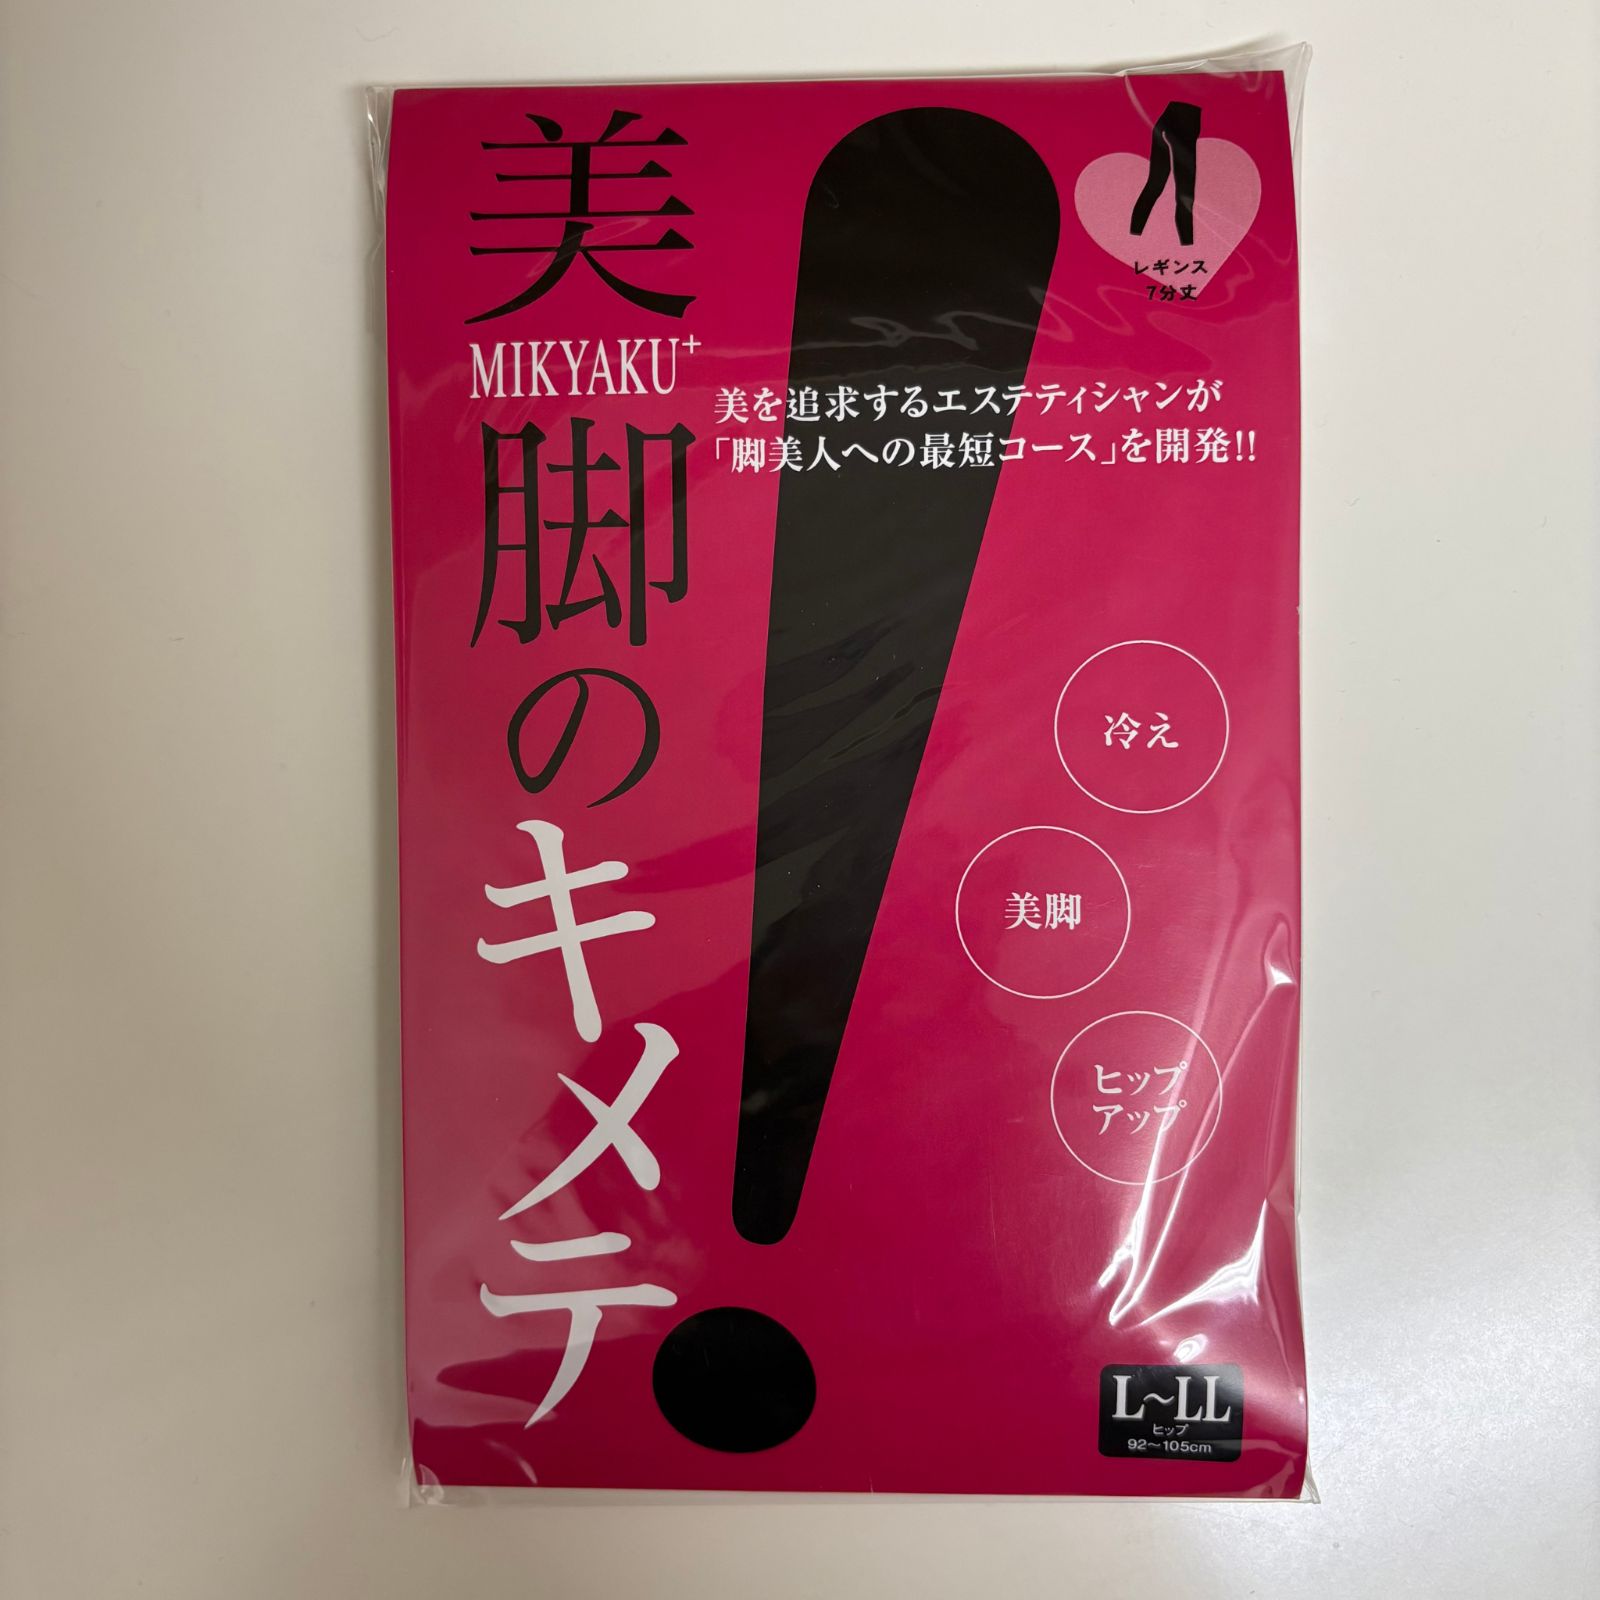 美脚のキメテ!
MIKYAKU+
レギンス
7分丈
美を追求するエステティシャンが
「脚美人への最短コース」を開発!!
冷え
美脚
ヒップ
アップ
L〜LL
ヒップ
92〜105cm